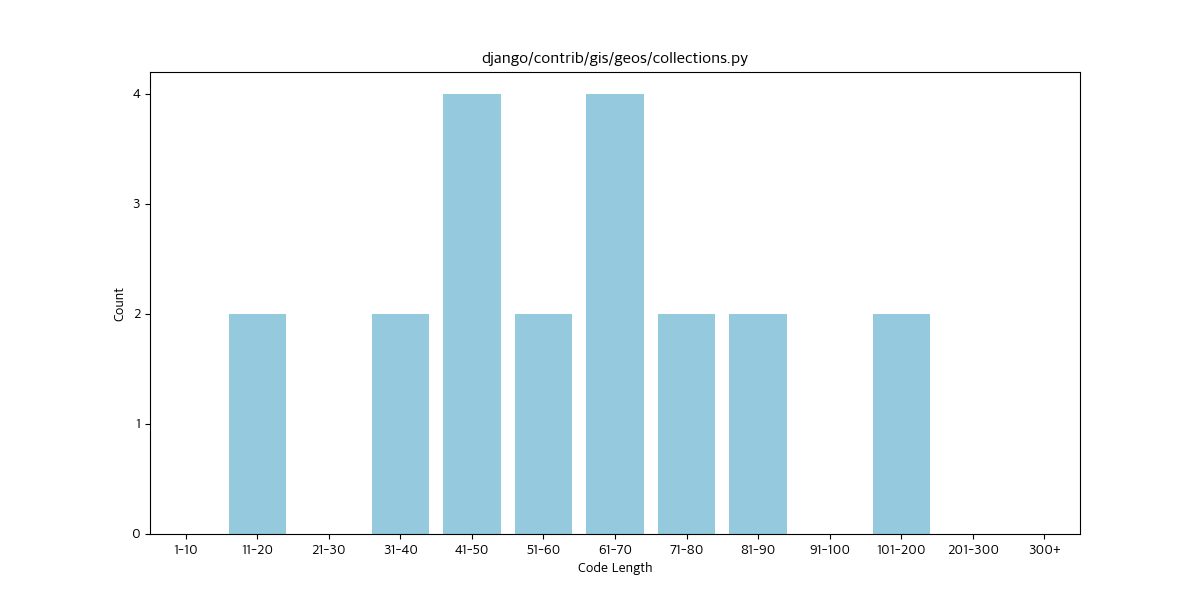 django/contrib/gis/geos/collections.py
4
3
2
1
0
Count
1-10 11-20 21-30 31-40 41-50 51-60 61-70 71-80 81-90 91-100 101-200 201-300 300+
Code Length